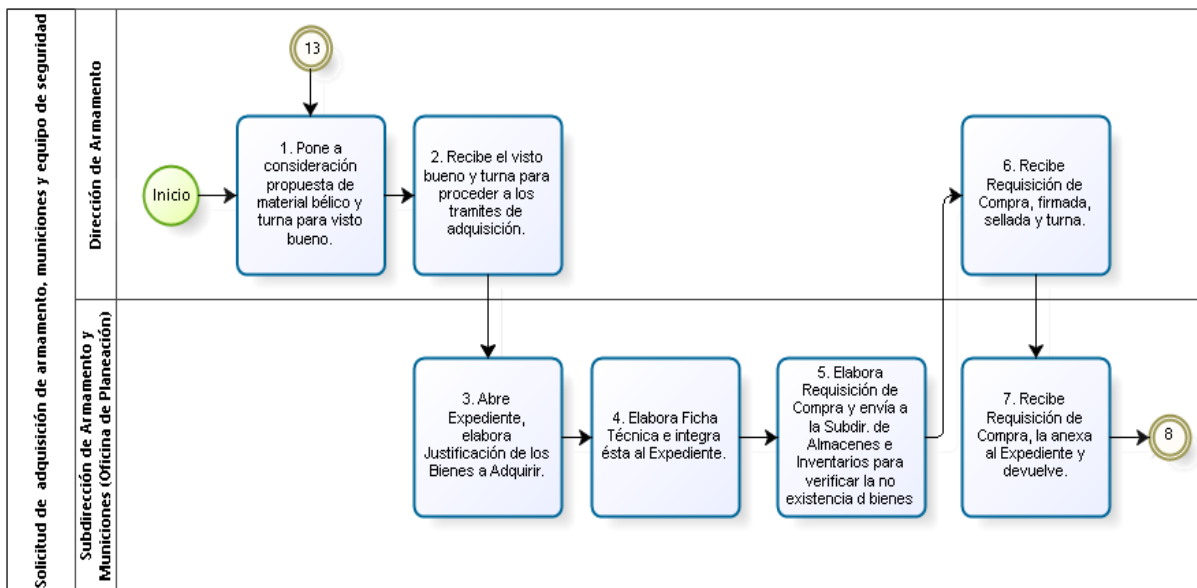 Solicitud de adquisición de armamento, municiones y equipo de seguridad
Dirección de Armamento
13
Inicio
1. Pone a
consideración
propuesta de
material bélico y
turna para visto
bueno.
2. Recibe el visto
bueno y turna para
proceder a los
tramites de
adquisición.
6. Recibe
Requisición de
Compra, firmada,
sellada y turna.
Subdirección de Armamento y
Municiones (Oficina de Planeación)
3. Abre
Expediente,
elabora
Justificación de los
Bienes a Adquirir.
4. Elabora Ficha
Técnica e integra
ésta al Expediente.
5. Elabora
Requisición de
Compra y envía a
la Subdir. de
Almacenes e
Inventarios para
verificar la no
existencia d bienes
7. Recibe
Requisición de
Compra, la anexa
al Expediente y
devuelve.
8